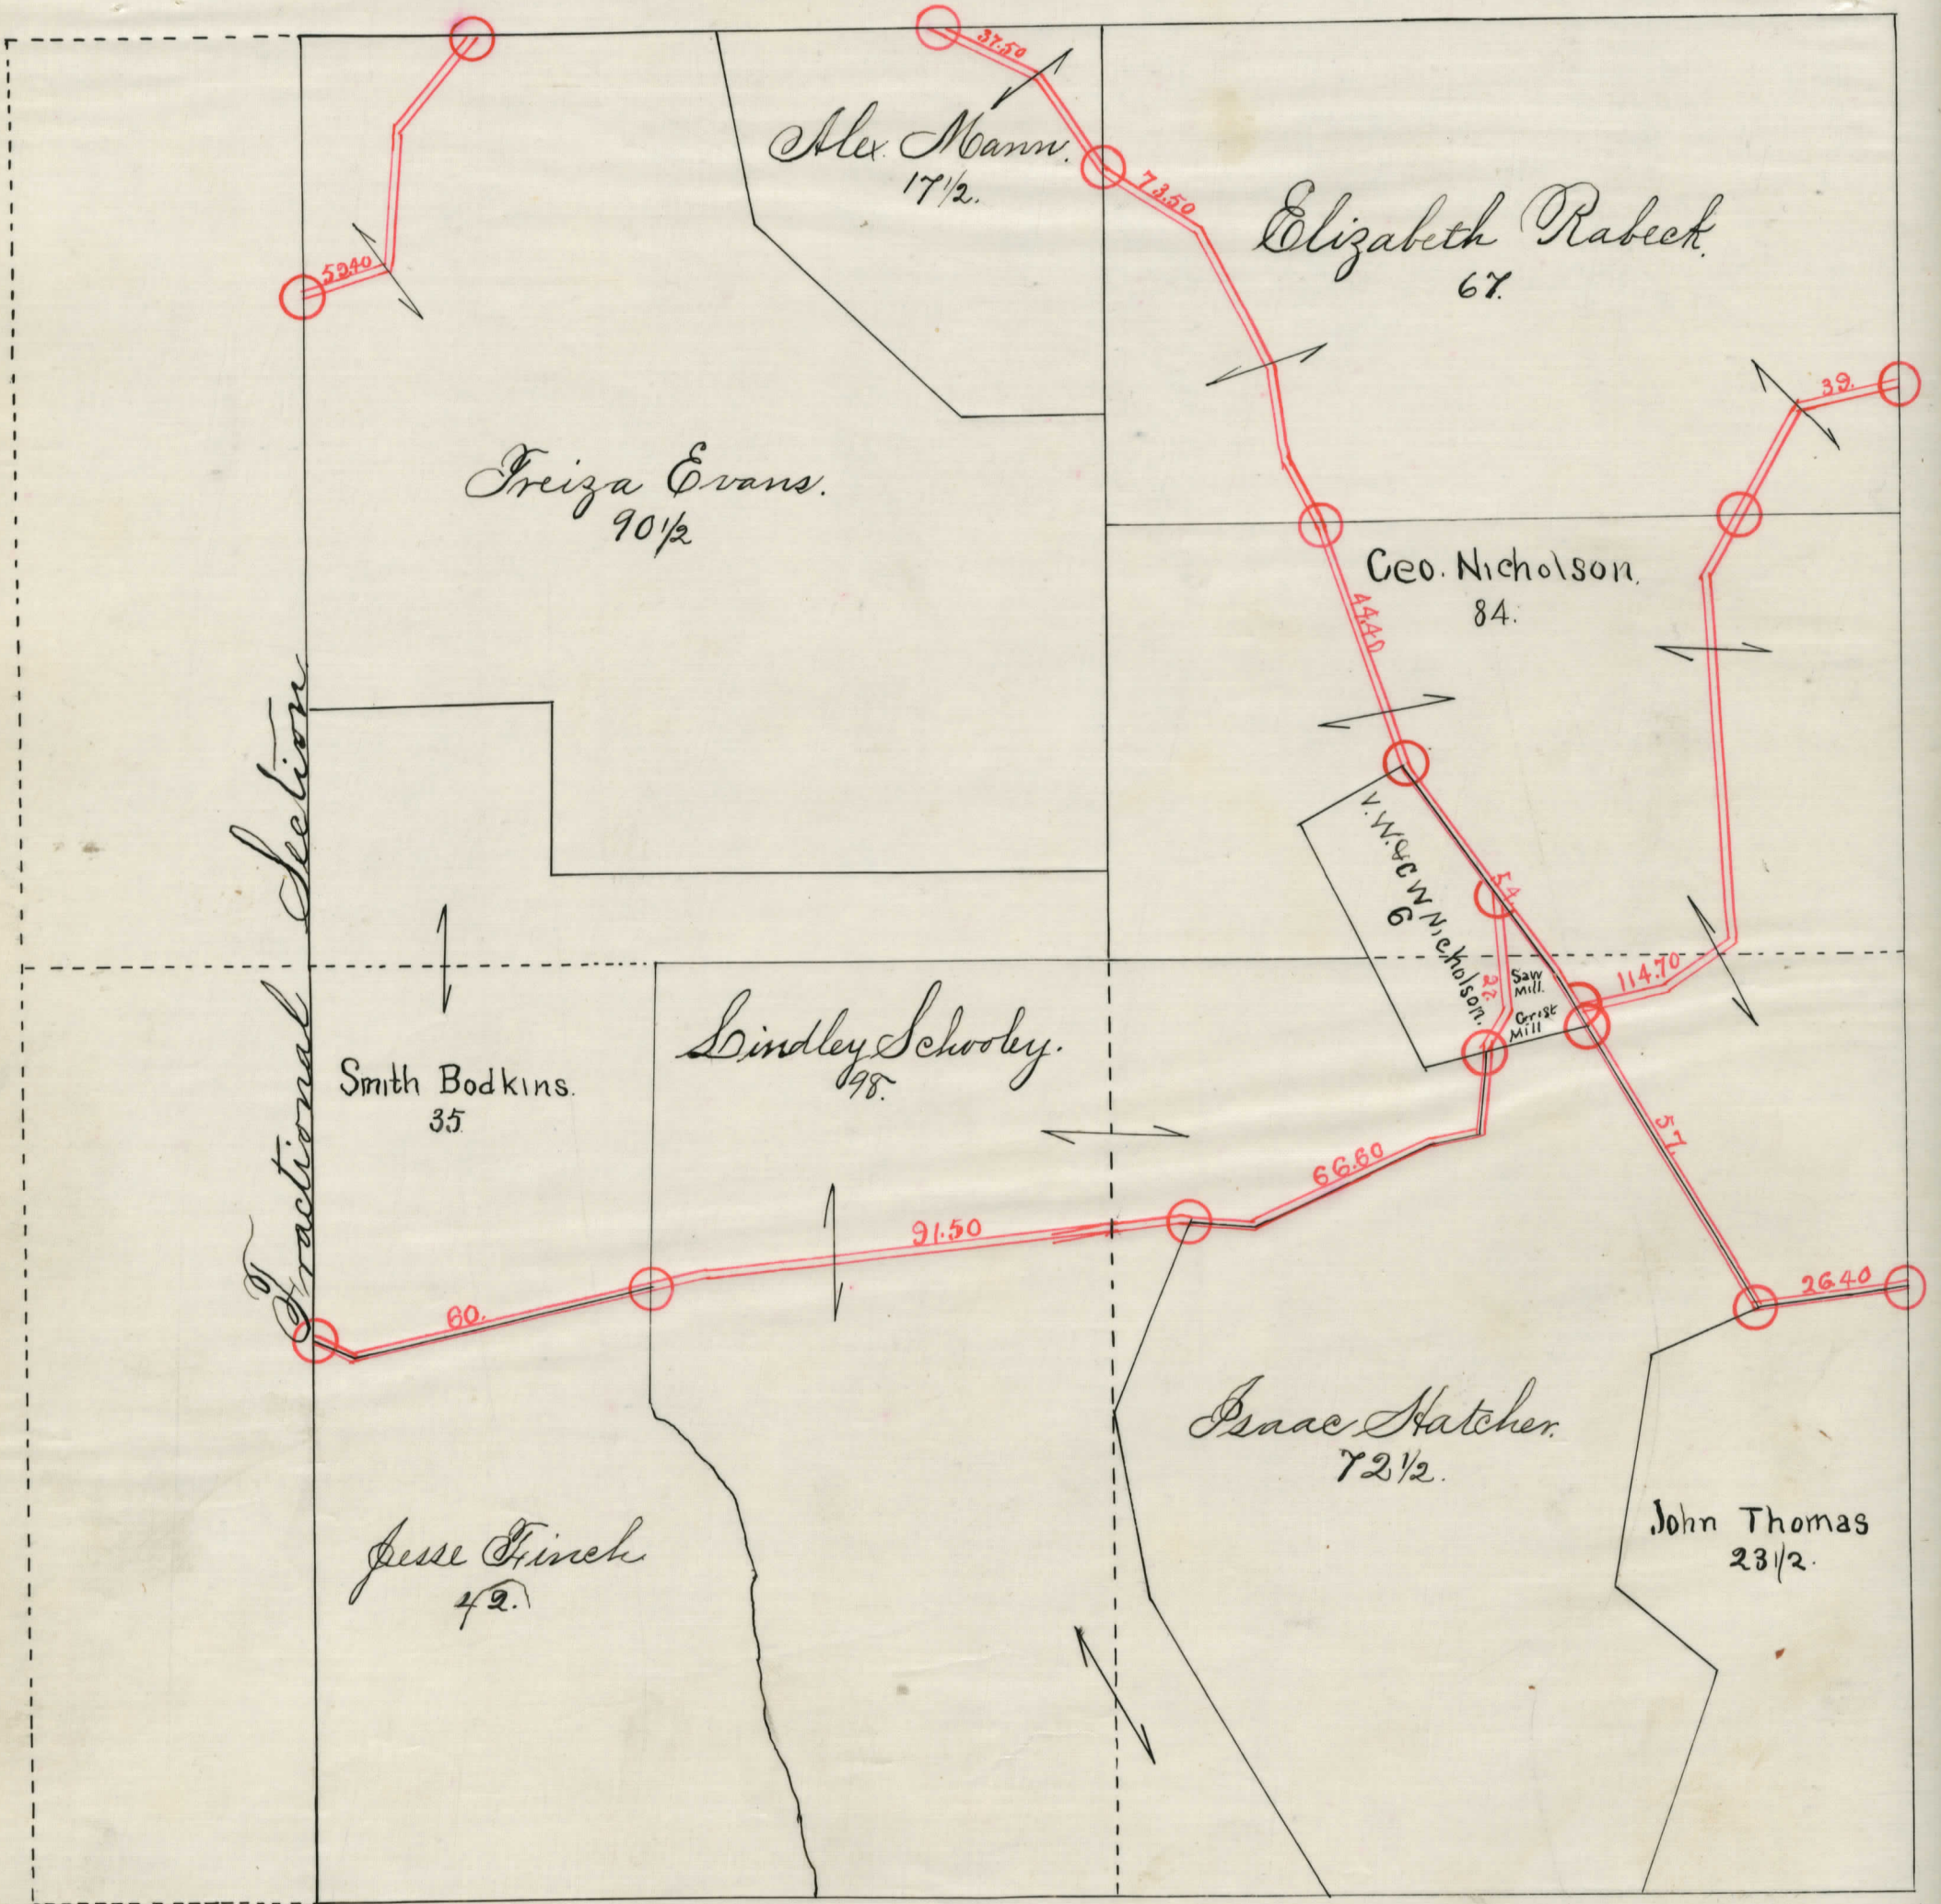 37.50
Alex. Mann.
17 1/2.
73.50
Elizabeth Rabeck.
67.
52.40
39.
Freiza Evans.
90 1/2
Geo. Nicholson.
84.
44.40
Fractional Section
V.W. & C W Nicholson.
9
54.
22.
Saw
Mill.
Grist
Mill
114.70
Lindley Schooley.
98.
Smith Bodkins.
35
57.
66.60
91.50
60.
26.40
Isaac Hatcher.
72 1/2.
John Thomas
23 1/2.
Jesse Finch
42.